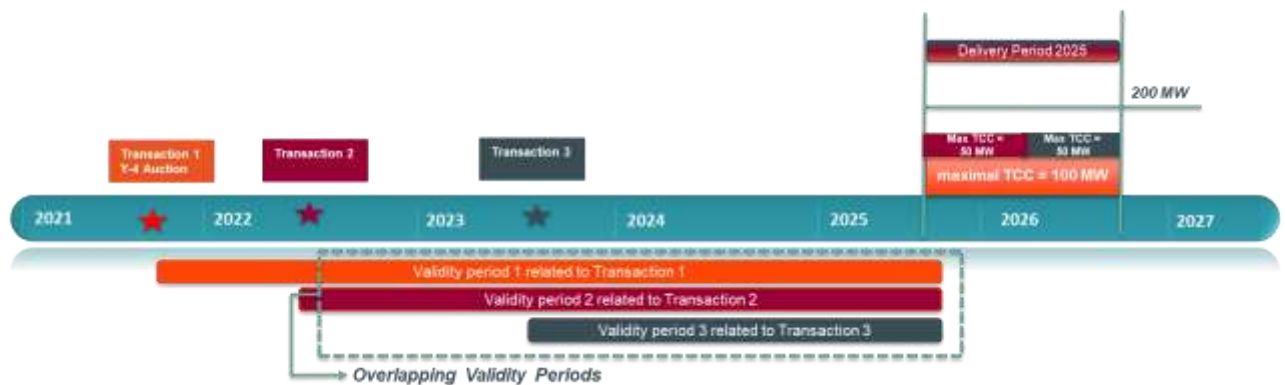 Delivery Period 2025
200 MW
Transaction 1
Y-4 Auction
Transaction 2
Transaction 3
Max TCC =
50 MW
Max TCC =
50 MW
maximal TCC = 100 MW
2021
2022
2023
2024
2025
2026
2027
Validity period 1 related to Transaction 1
Validity period 2 related to Transaction 2
Validity period 3 related to Transaction 3
Overlapping Validity Periods